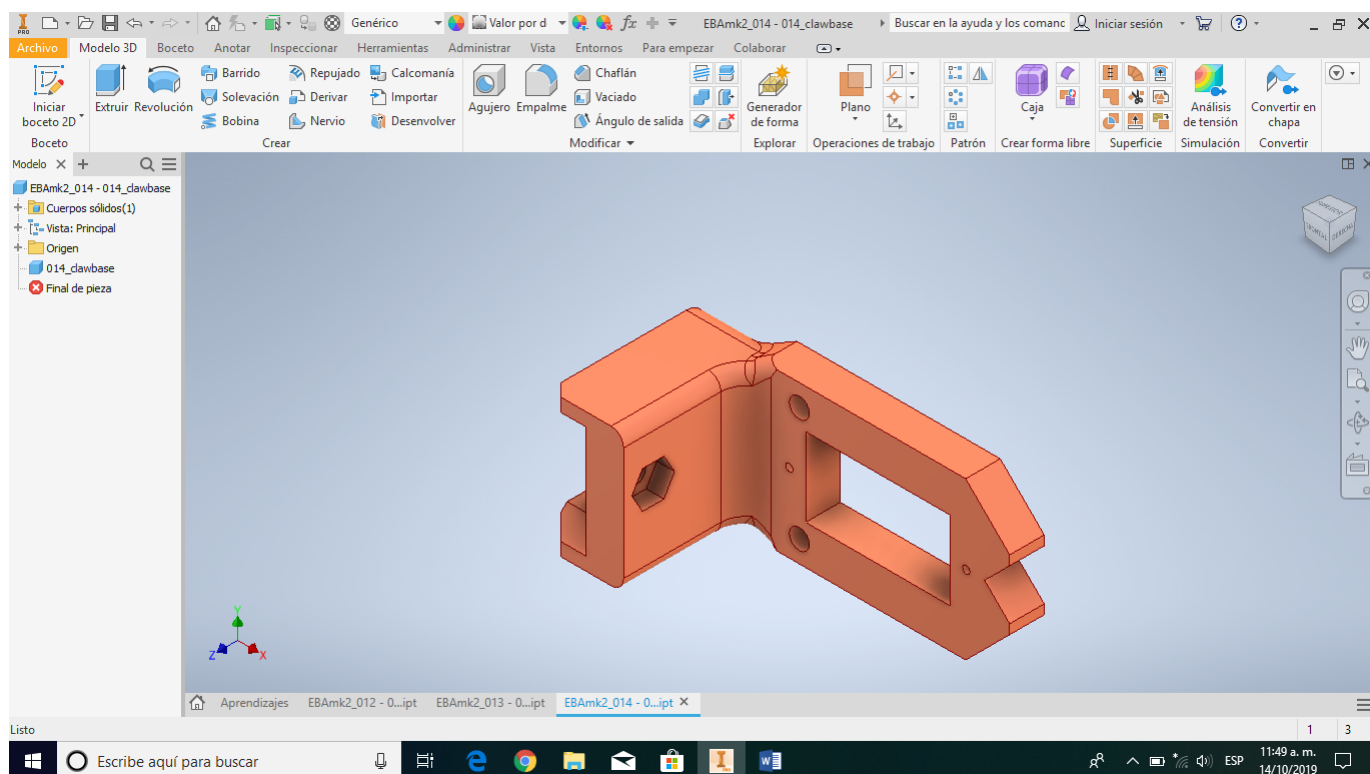 PRO
Genérico
Valor por d
fx
EBAmk2_014 - 014_clawbase
Buscar en la ayuda y los comanc
Iniciar sesión
Archivo Modelo 3D Boceto Anotar Inspeccionar Herramientas Administrar Vista Entornos Para empezar Colaborar
Iniciar
boceto 2D
Extruir
Revolución
Barrido
Solevación
Bobina
Repujado
Derivar
Nervio
Calcomanía
Importar
Desenvolver
Agujero
Empalme
Chaflán
Vaciado
Ángulo de salida
Generador
de forma
Plano
Caja
Análisis
de tensión
Convertir en
chapa
Boceto
Crear
Modificar
Explorar
Operaciones de trabajo
Patrón
Crear forma libre
Superficie
Simulación
Convertir
Modelo
EBAmk2_014 - 014_clawbase
Cuerpos sólidos(1)
Vista: Principal
Origen
014_clawbase
Final de pieza
Y
Z
X
Aprendizajes
EBAmk2_012 - 0...ipt
EBAmk2_013 - 0...ipt
EBAmk2_014 - 0...ipt
Listo
1 3
Escribe aquí para buscar
ESP
11:49 a. m.
14/10/2019